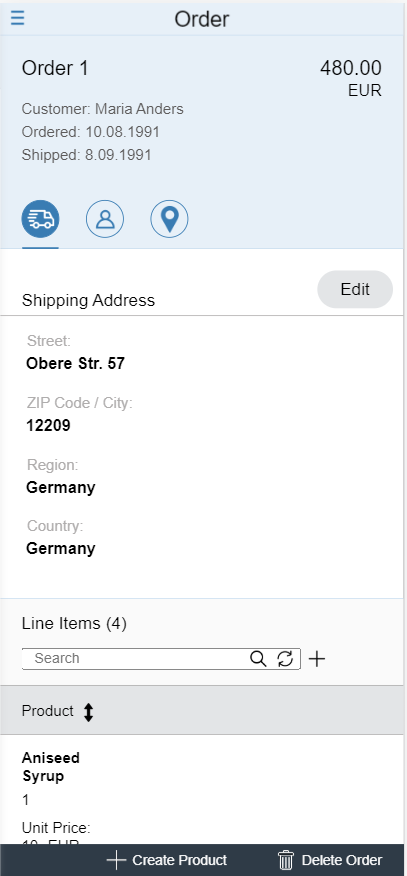 Order
Order 1
480.00
EUR
Customer: Maria Anders
Ordered: 10.08.1991
Shipped: 8.09.1991
Shipping Address
Edit
Street:
Obere Str. 57
ZIP Code / City:
12209
Region:
Germany
Country:
Germany
Line Items (4)
Search
Product
Aniseed
Syrup
1
Unit Price:
EUR
Create Product
Delete Order